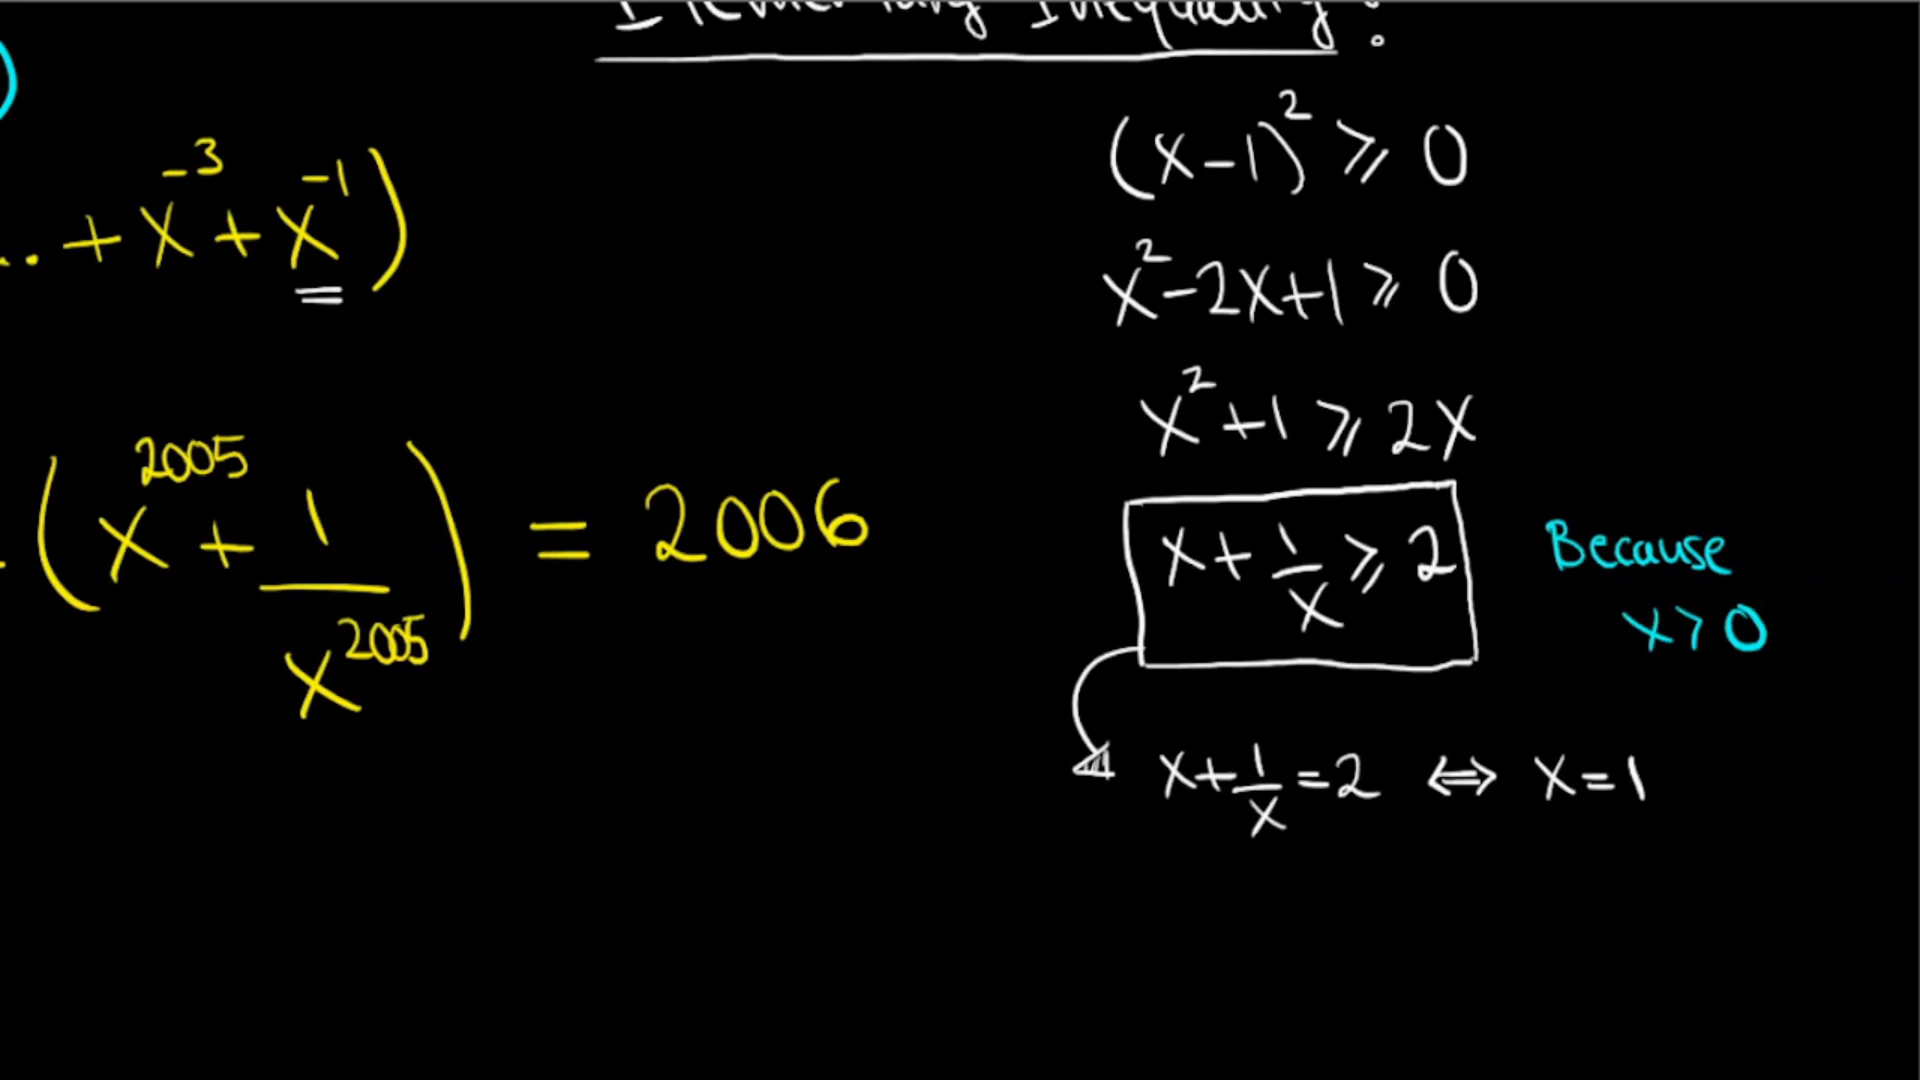 Inequality:
)
.. + x⁻³ + x⁻¹)
(x²⁰⁰⁵ + 1/x²⁰⁰⁵) = 2006
(x-1)² ⩾ 0
x²-2x+1 ⩾ 0
x²+1 ⩾ 2x
x + 1/x ⩾ 2
Because
x > 0
x + 1/x = 2 ⇔ x = 1